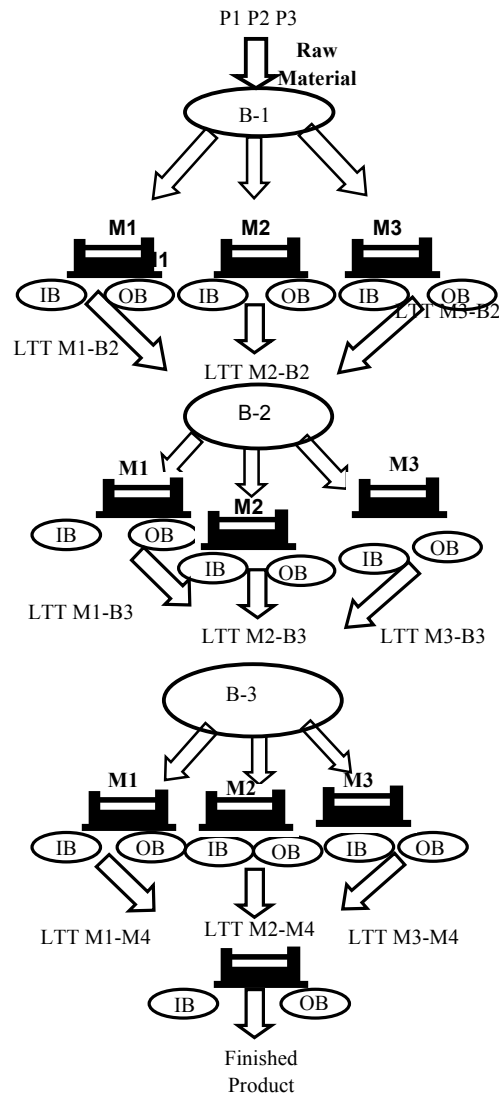 P1 P2 P3
Raw
Material
B-1
M1 M2 M3
M1
IB OB IB OB IB OB
LTT M3-B2
LTT M1-B2
LTT M2-B2
B-2
M1 M3
M2
IB OB OB
IB OB IB
LTT M1-B3
LTT M2-B3 LTT M3-B3
B-3
M1 M2 M3
IB OB IB OB IB OB
LTT M1-M4 LTT M2-M4 LTT M3-M4
IB OB
Finished
Product